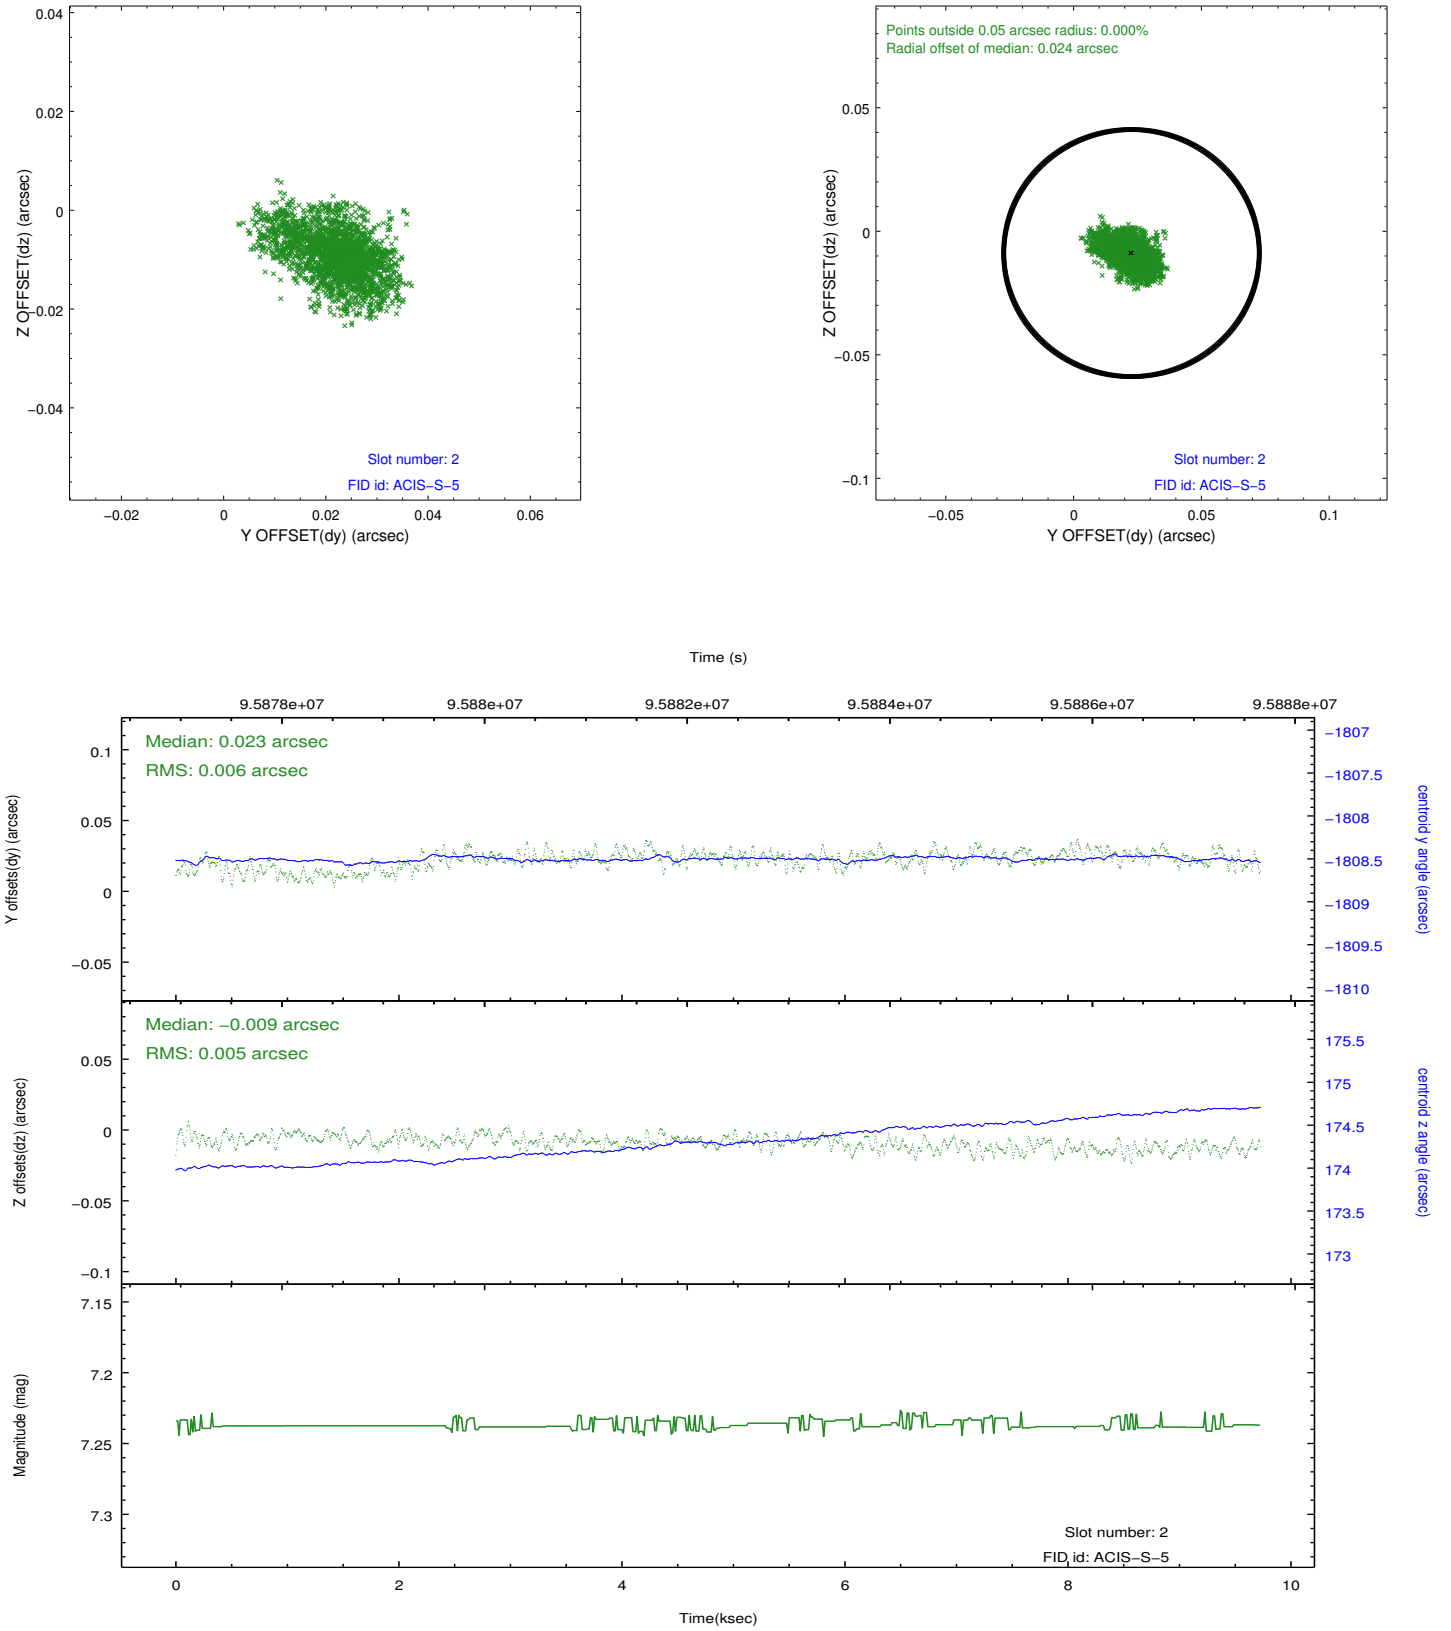 0.04
0.02
0
−0.02
−0.04
Z OFFSET(dz) (arcsec)
Slot number: 2
FID id: ACIS−S−5
−0.02 0 0.02 0.04 0.06
Y OFFSET(dy) (arcsec)
Points outside 0.05 arcsec radius: 0.000%
Radial offset of median: 0.024 arcsec
0.05
0
−0.05
−0.1
Z OFFSET(dz) (arcsec)
Slot number: 2
FID id: ACIS−S−5
−0.05 0 0.05 0.1
Y OFFSET(dy) (arcsec)
Time (s)
9.5878e+07 9.588e+07 9.5882e+07 9.5884e+07 9.5886e+07 9.5888e+07
Median: 0.023 arcsec
RMS: 0.006 arcsec
0.1
0.05
0
−0.05
Y offsets(dy) (arcsec)
−1807
−1807.5
−1808
−1808.5
−1809
−1809.5
−1810
centroid y angle (arcsec)
Median: −0.009 arcsec
RMS: 0.005 arcsec
0.05
0
−0.05
−0.1
Z offsets(dz) (arcsec)
175.5
175
174.5
174
173.5
173
centroid z angle (arcsec)
7.15
7.2
7.25
7.3
Magnitude (mag)
Slot number: 2
FID id: ACIS−S−5
0 2 4 6 8 10
Time(ksec)